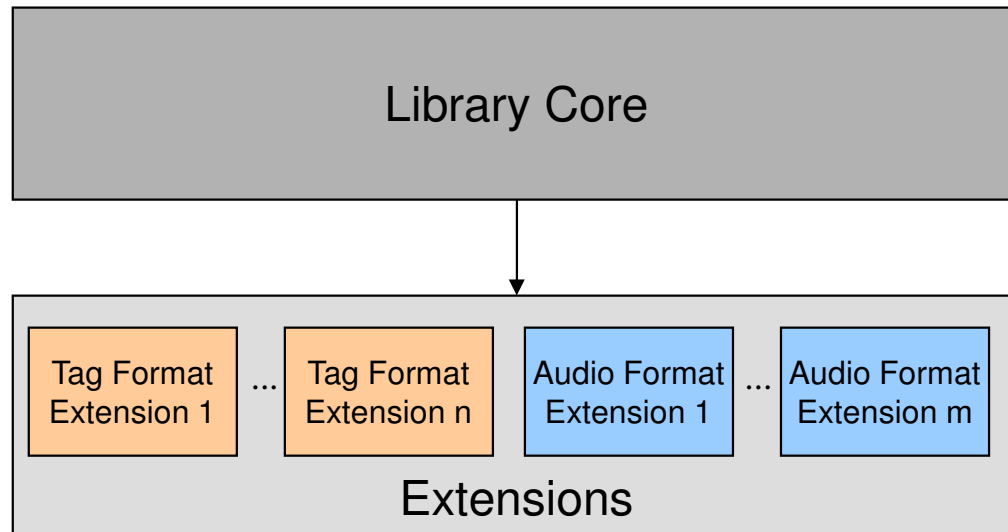 Library Core
Tag Format
Extension 1
...
Tag Format
Extension n
Audio Format
Extension 1
...
Audio Format
Extension m
Extensions